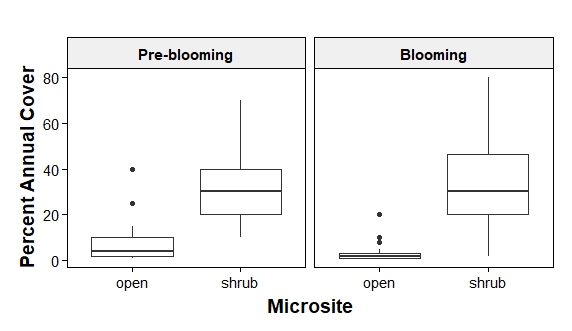 Pre-blooming
Blooming
Percent Annual Cover
80
60
40
20
0
open
shrub
open
shrub
Microsite